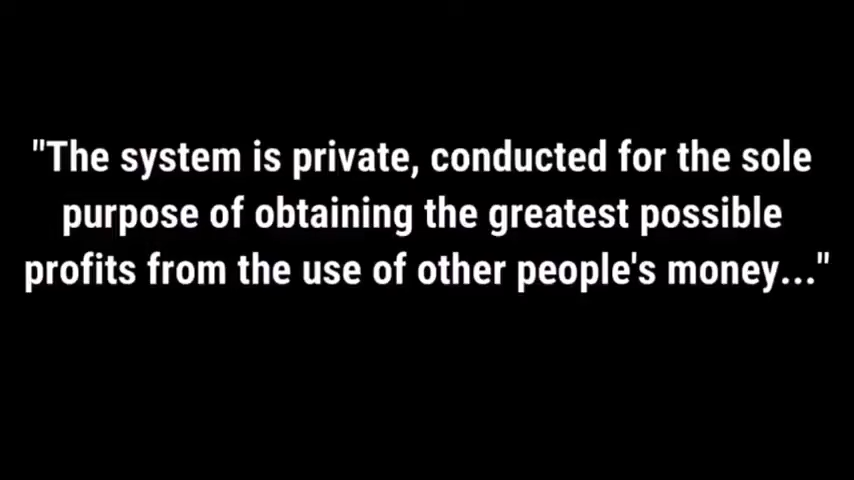 "The system is private, conducted for the sole
purpose of obtaining the greatest possible
profits from the use of other people's money..."